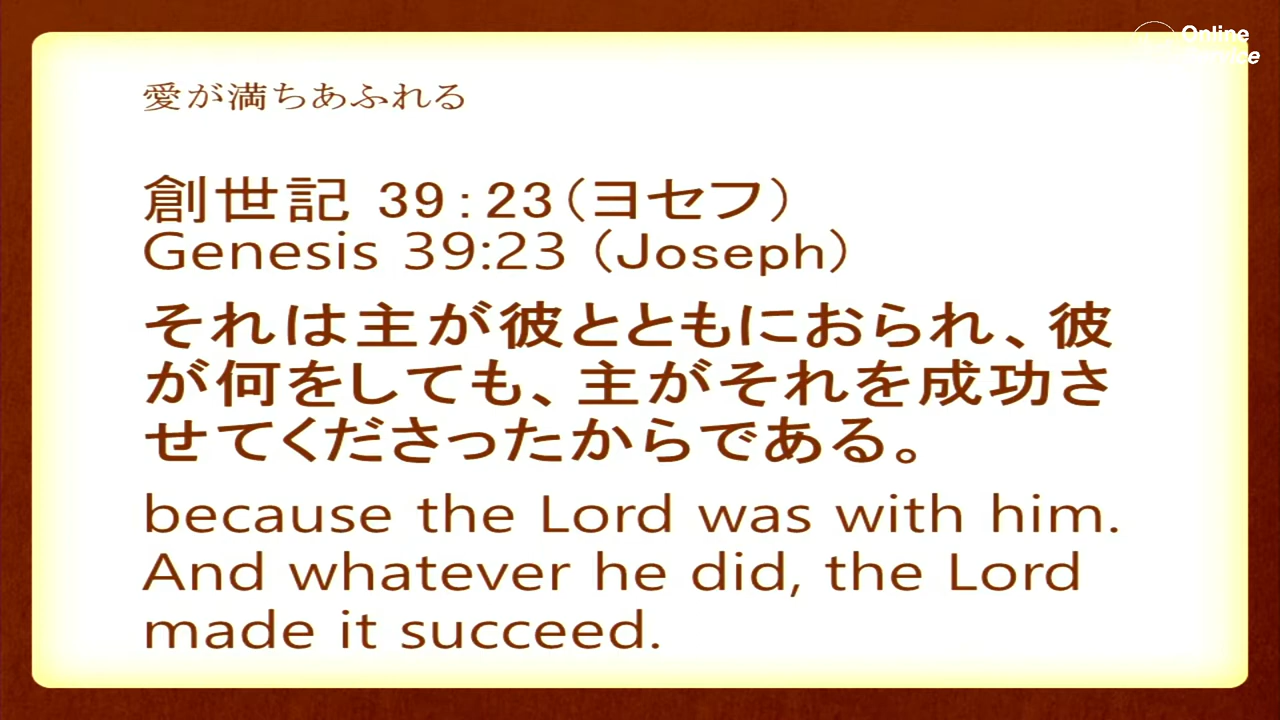 Online
Service
愛が満ちあふれる
創世記 39:23(ヨセフ)
Genesis 39:23 (Joseph)
それは主が彼とともにおられ、彼
が何をしても、主がそれを成功さ
せてくださったからである。
because the Lord was with him.
And whatever he did, the Lord
made it succeed.